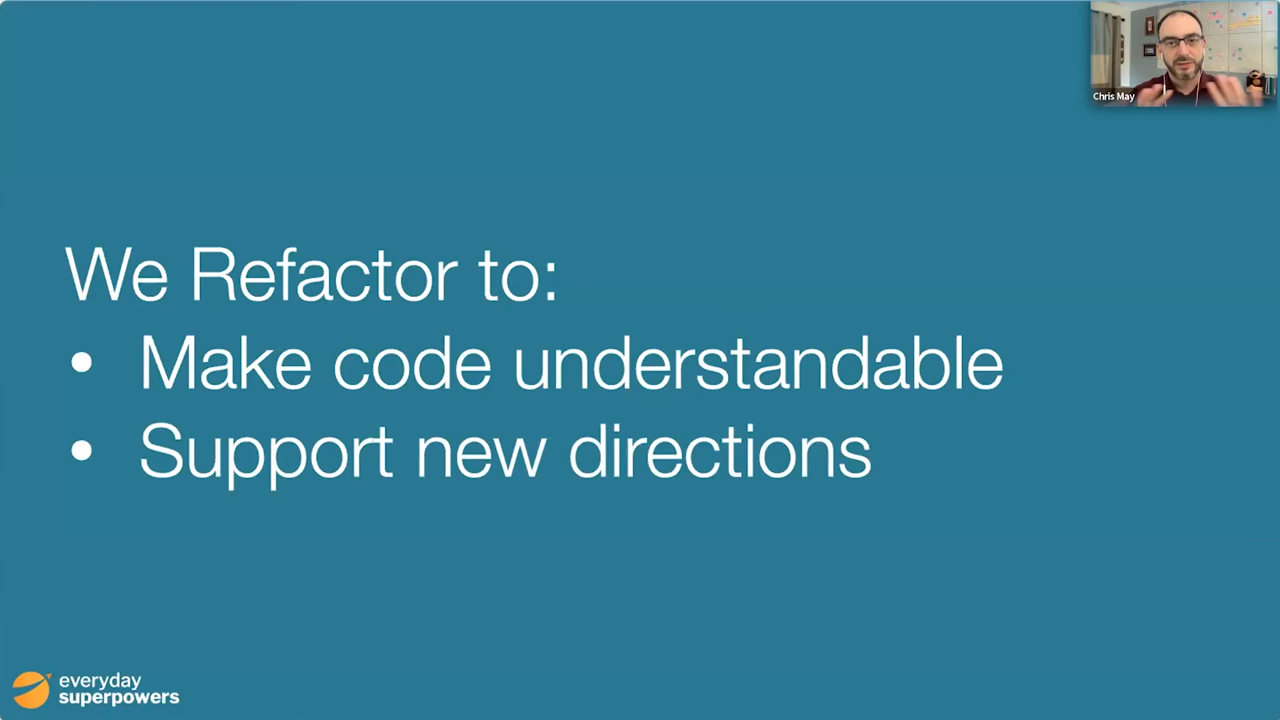 Chris May
We Refactor to:
• Make code understandable
• Support new directions
everyday
superpowers